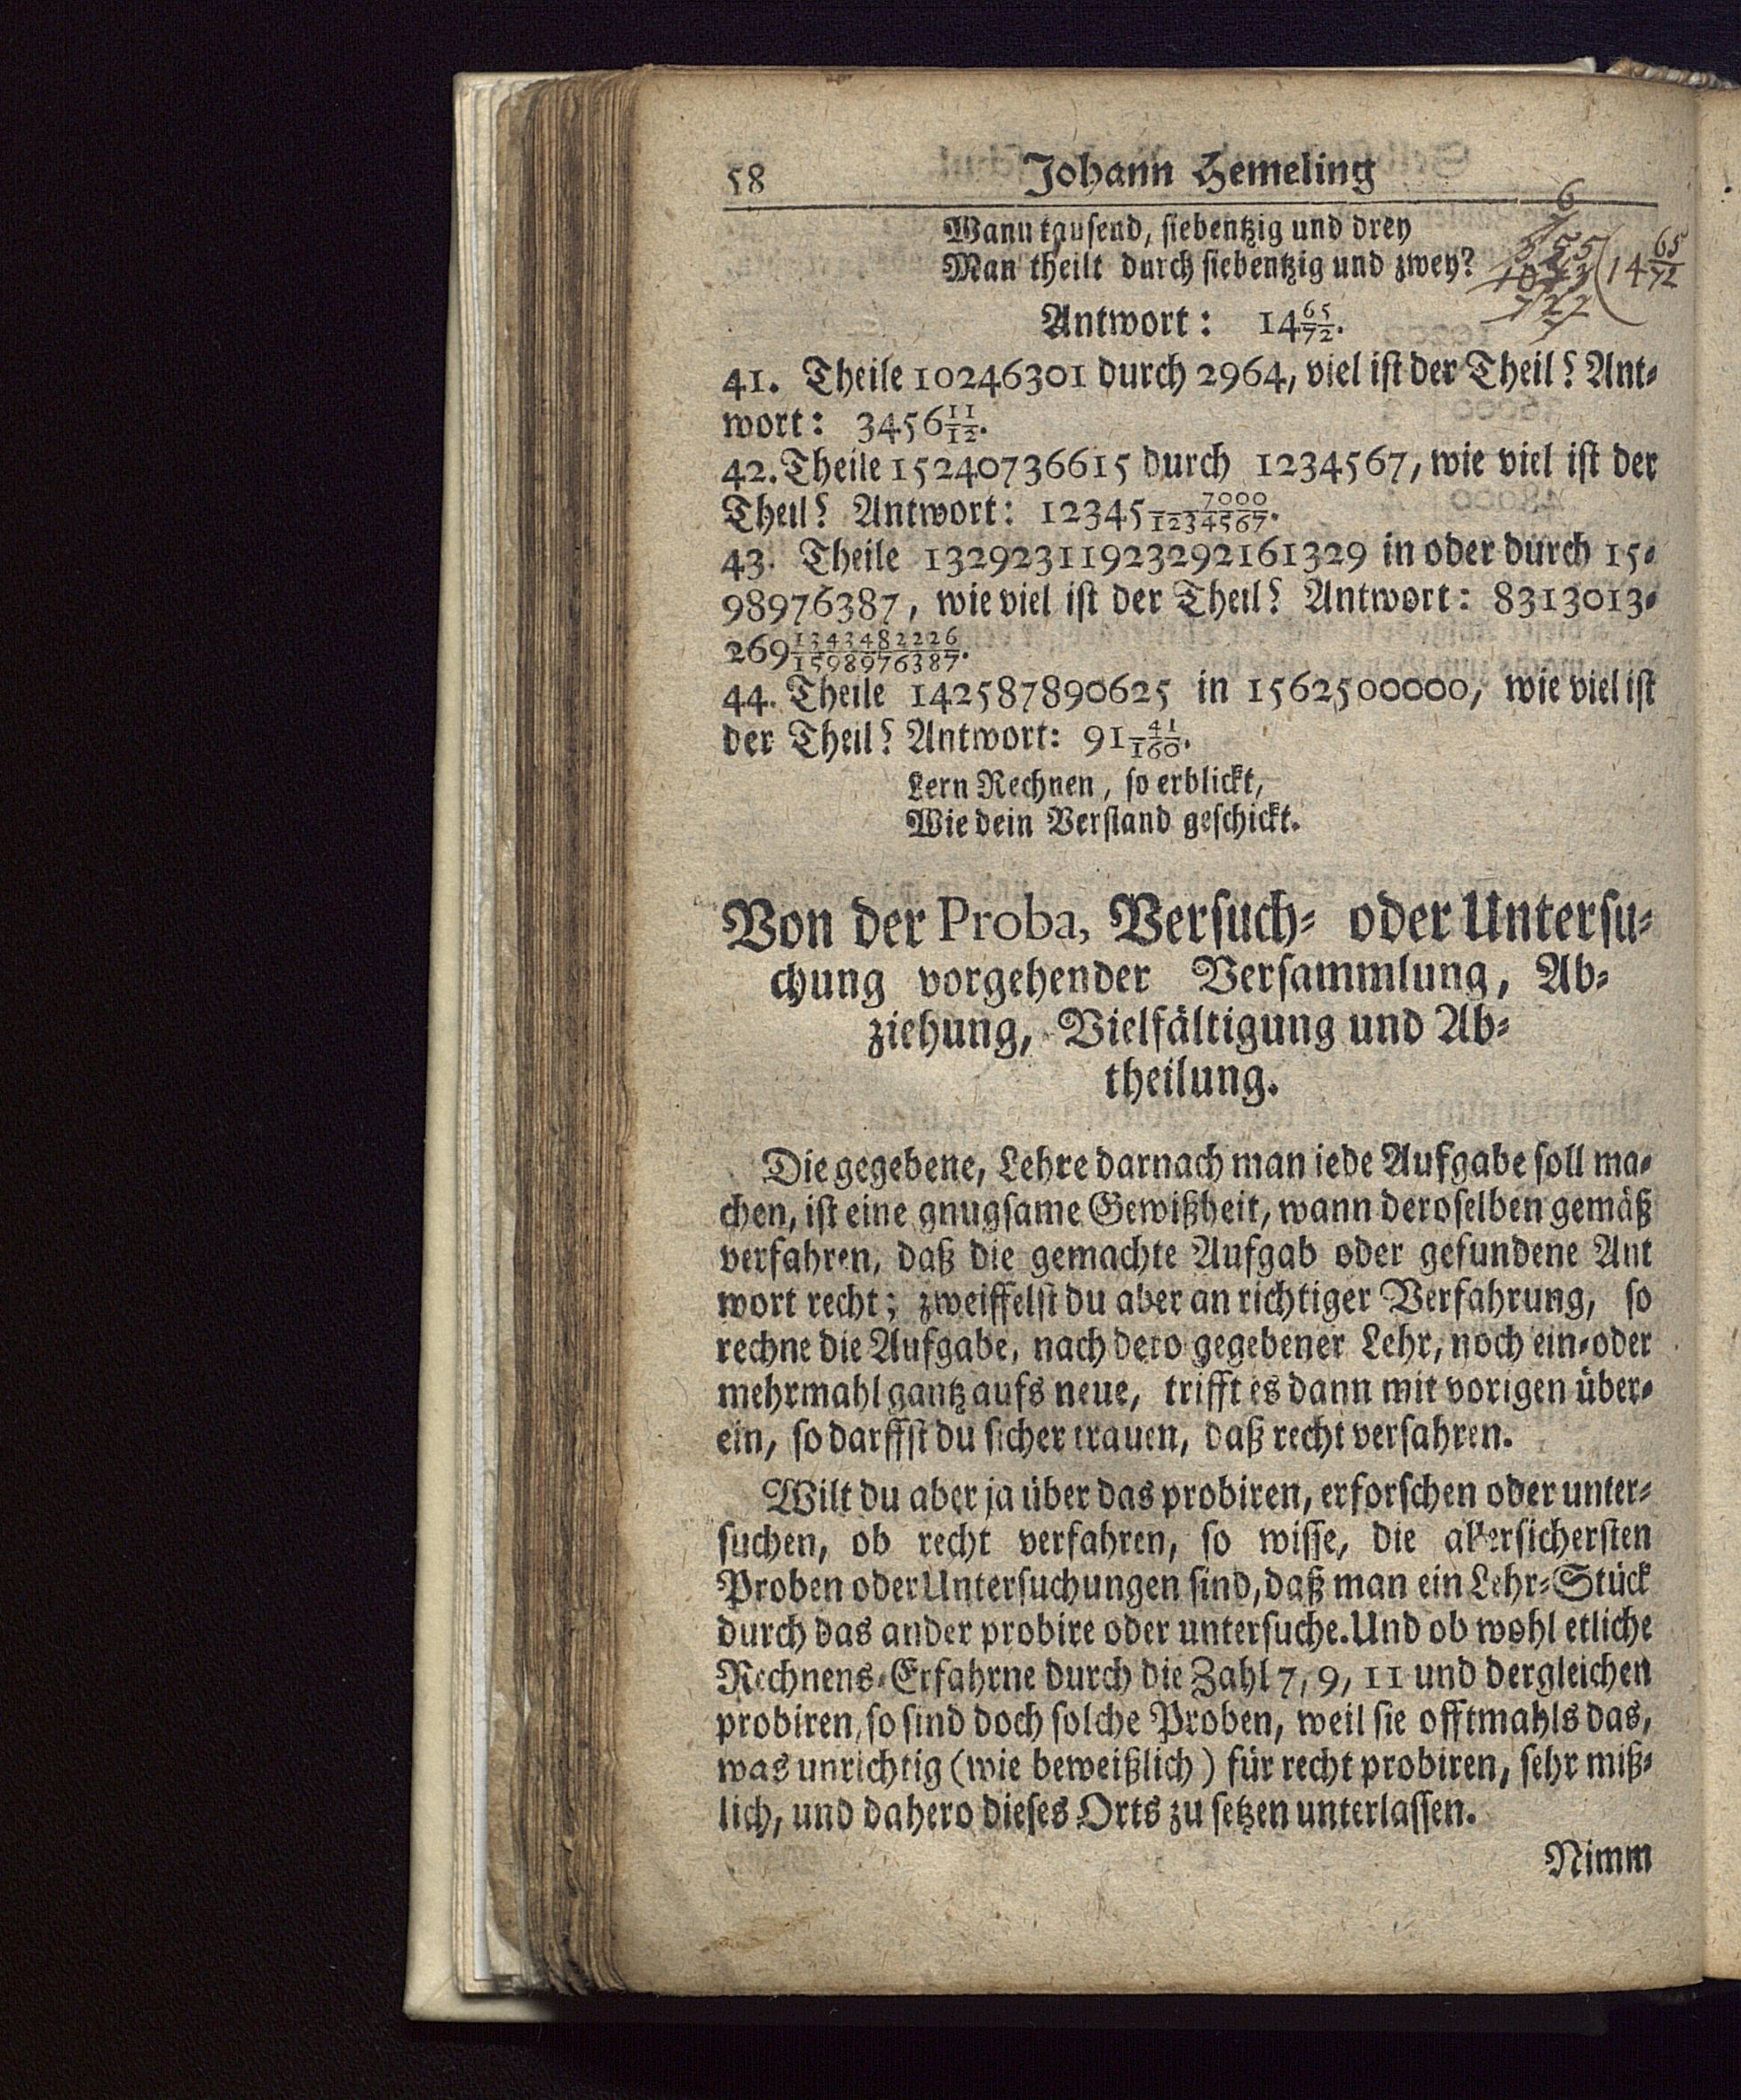 58 Johann Hemeling
Wann tausend, siebentzig und drey
Man theilt durch siebentzig und zwey?
14 65/72
Antwort: 14 65/72.
41. Theile 10246301 durch 2964, viel ist der Theil? Ant-
wort: 3456 11/12.
42. Theile 15240736615 durch 1234567, wie viel ist der
Theil? Antwort: 12345 7000/1234567.
43. Theile 13292311923292161329 in oder durch 15-
98976387, wie viel ist der Theil? Antwort: 8313013-
269 1343482226/1598976387.
44. Theile 142587890625 in 1562500000, wie viel ist
der Theil? Antwort: 91 41/160.
Lern Rechnen, so erblickt,
Wie dein Verstand geschickt.
Von der Proba, Versuch- oder Untersu-
chung vorgehender Versammlung, Ab-
ziehung, Vielfältigung und Ab-
theilung.
Die gegebene, Lehre darnach man iede Aufgabe soll ma-
chen, ist eine gnugsame Gewißheit, wann deroselben gemäß
verfahren, daß die gemachte Aufgab oder gefundene Ant
wort recht; zweiffelst du aber an richtiger Verfahrung, so
rechne die Aufgabe, nach dero gegebener Lehr, noch ein-oder
mehrmahl gantz aufs neue, trifft es dann mit vorigen über-
ein, so darffst du sicher trauen, daß recht verfahren.
Wilt du aber ja über das probiren, erforschen oder unter-
suchen, ob recht verfahren, so wisse, die allersichersten
Proben oder Untersuchungen sind, daß man ein Lehr-Stück
durch das ander probire oder untersuche. Und ob wohl etliche
Rechnens-Erfahrne durch die Zahl 7, 9, 11 und dergleichen
probiren, so sind doch solche Proben, weil sie offtmahls das,
was unrichtig (wie beweißlich) für recht probiren, sehr miß-
lich, und dahero dieses Orts zu setzen unterlassen.
Nimm